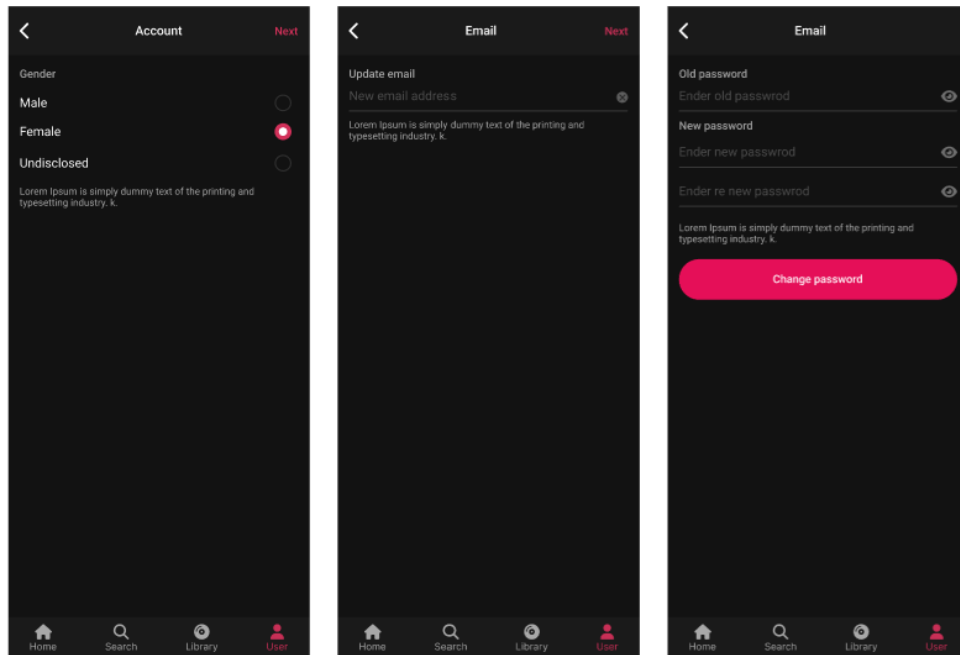 Account
Next
Gender
Male
Female
Undisclosed
Lorem Ipsum is simply dummy text of the printing and
typesetting industry. k.
Home
Search
Library
User
Email
Next
Update email
New email address
Lorem Ipsum is simply dummy text of the printing and
typesetting industry. k.
Home
Search
Library
User
Email
Old password
Ender old passwrod
New password
Ender new passwrod
Ender re new passwrod
Lorem Ipsum is simply dummy text of the printing and
typesetting industry. k.
Change password
Home
Search
Library
User